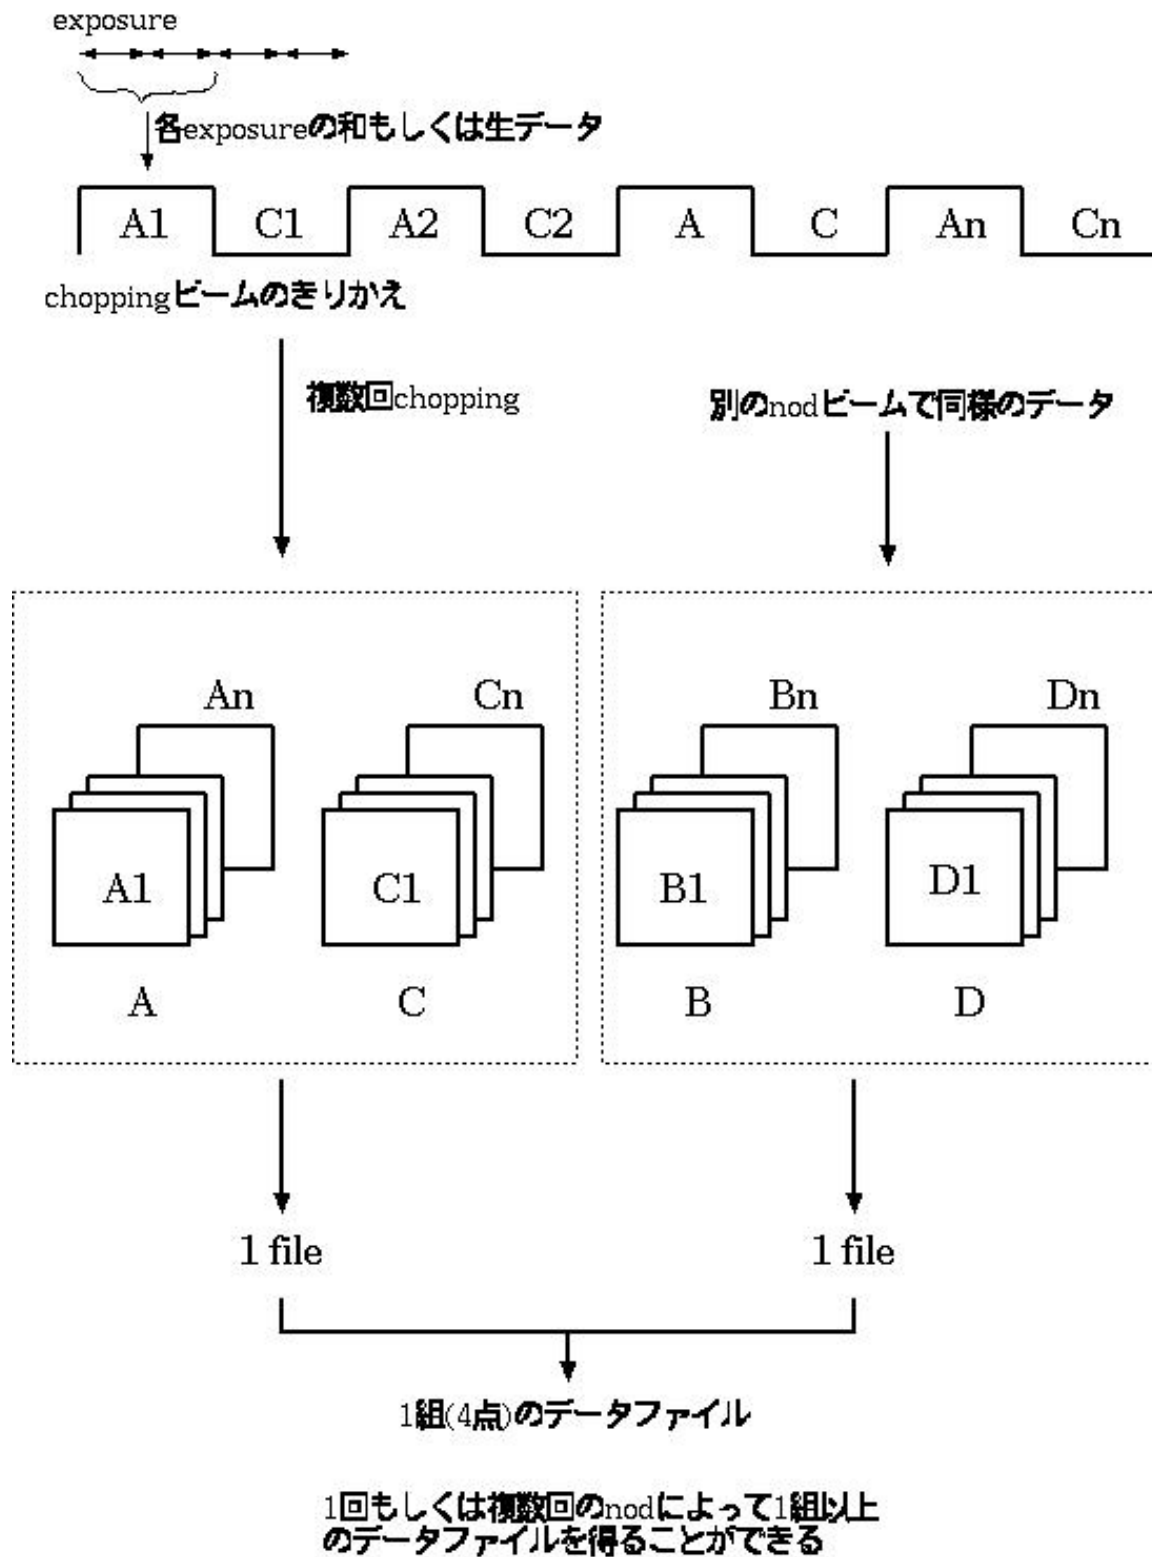 exposure
各exposureの和もしくは生データ
A1 C1 A2 C2 A C An Cn
choppingビームのきりかえ
複数回chopping
別のnodビームで同様のデータ
An Cn Bn Dn
A1 C1 B1 D1
A C B D
1 file 1 file
1組(4点)のデータファイル
1回もしくは複数回のnodによって1組以上
のデータファイルを得ることができる